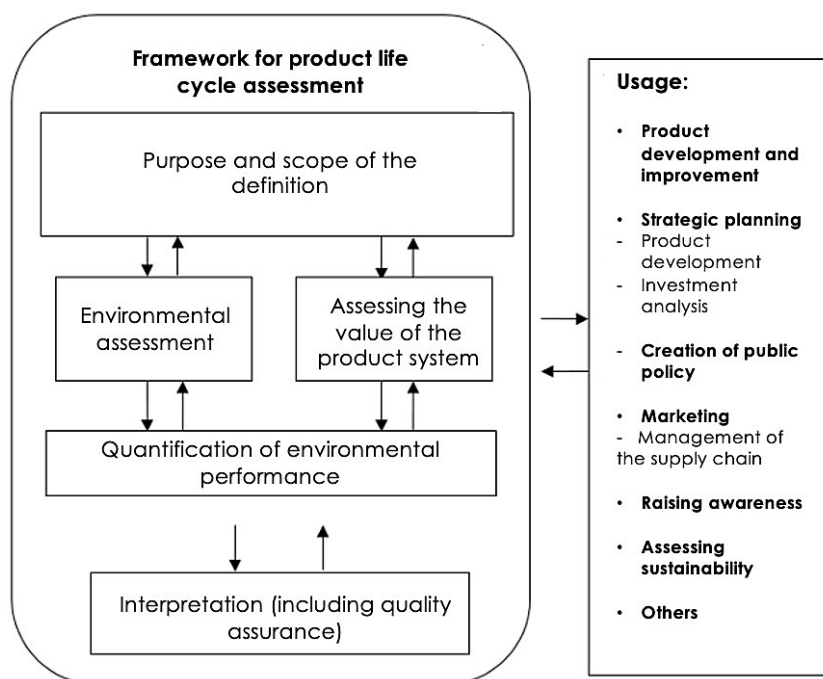 Framework for product life
cycle assessment
Purpose and scope of the
definition
Environmental
assessment
Assessing the
value of the
product system
Quantification of environmental
performance
Interpretation (including quality
assurance)
Usage:
• Product
development and
improvement
• Strategic planning
- Product
development
- Investment
analysis
- Creation of public
policy
• Marketing
- Management of
the supply chain
• Raising awareness
• Assessing
sustainability
• Others